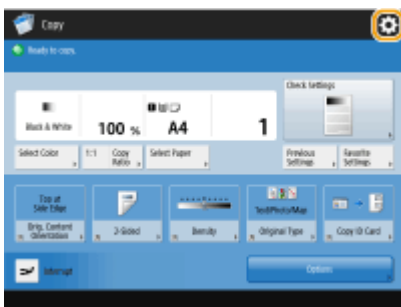 Copy
Ready to copy.
Check Settings
Black & White
100 %
A4
1
Select Color
1:1
Copy
Ratio
Select Paper
Previous
Settings
Favorite
Settings
Top at
Side Edge
Text/Photo/Map
Orig. Content
Orientation
2-Sided
Density
Original Type
Copy ID Card
Interrupt
Options